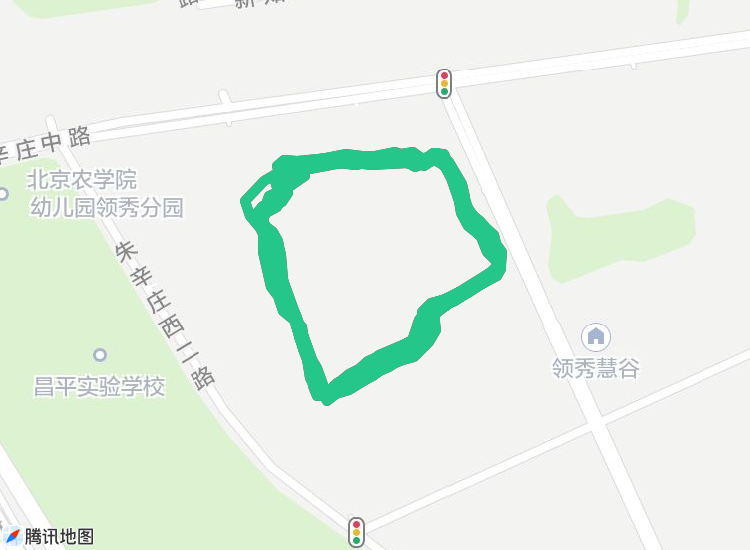 辛庄中路
北京农学院
幼儿园领秀分园
朱辛庄西二路
昌平实验学校
领秀慧谷
腾讯地图